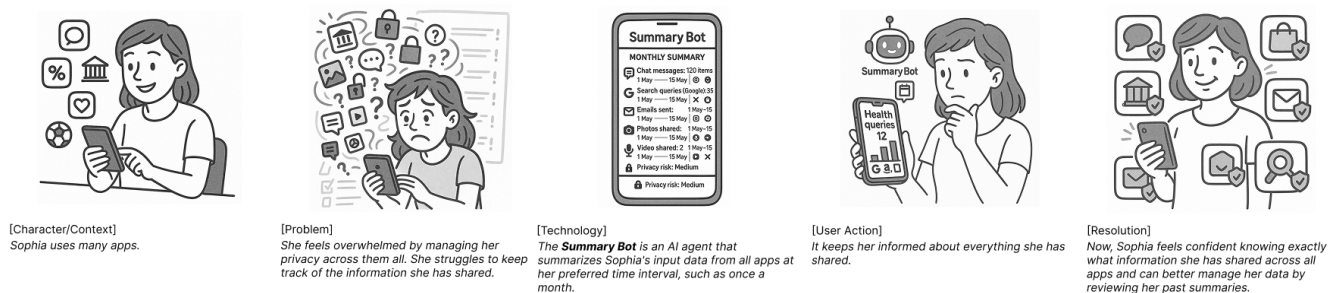 %
Summary Bot
MONTHLY SUMMARY
Chat messages: 120 items
1 May — 15 May
Search queries (Google): 35
1 May — 15 May
Emails sent: 1 May–15
1 May — 15 May
Photos shared: 1 May–15
1 May — 15 May
Video shared: 2 1 May–15
1 May — 15 May
Privacy risk: Medium
Privacy risk: Medium
SummaryBot
Health
queries
12
G a.
[Character/Context]
Sophia uses many apps.
[Problem]
She feels overwhelmed by managing her
privacy across them all. She struggles to keep
track of the information she has shared.
[Technology]
The Summary Bot is an AI agent that
summarizes Sophia's input data from all apps at
her preferred time interval, such as once a
month.
[User Action]
It keeps her informed about everything she has
shared.
[Resolution]
Now, Sophia feels confident knowing exactly
what information she has shared across all
apps and can better manage her data by
reviewing her past summaries.